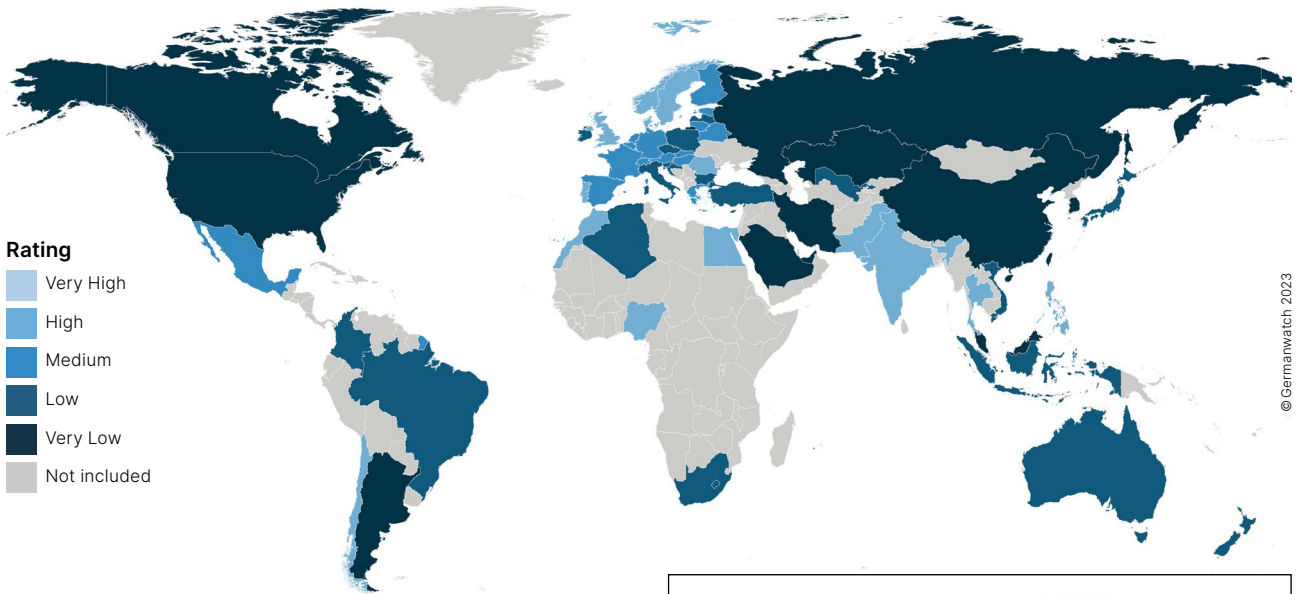 Rating
Very High
High
Medium
Low
Very Low
Not included
© Germanwatch 2023